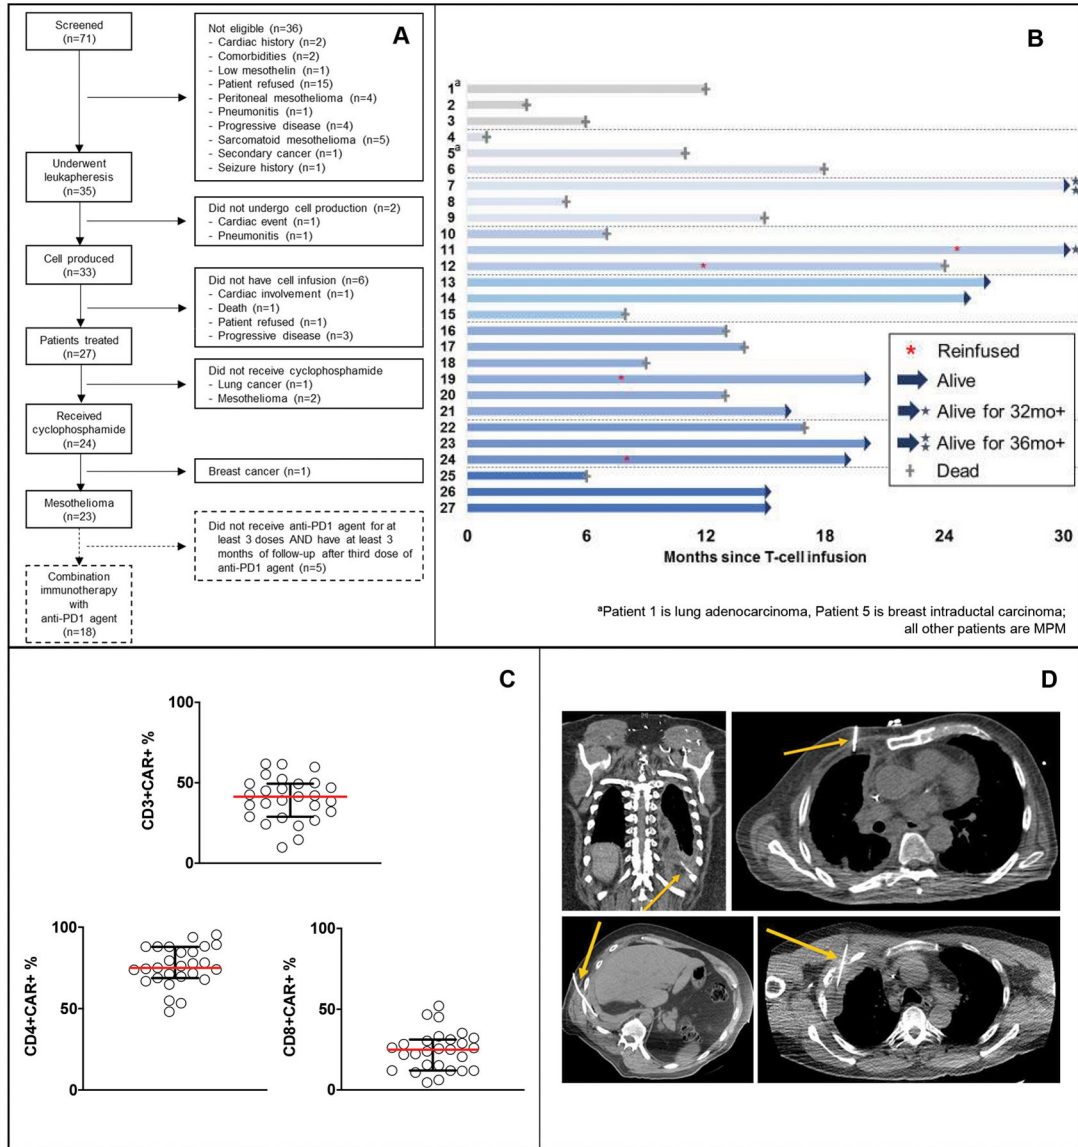 A
Screened
(n=71)
Not eligible (n=36)
- Cardiac history (n=2)
- Comorbidities (n=2)
- Low mesothelin (n=1)
- Patient refused (n=15)
- Peritoneal mesothelioma (n=4)
- Pneumonitis (n=1)
- Progressive disease (n=4)
- Sarcomatoid mesothelioma (n=5)
- Secondary cancer (n=1)
- Seizure history (n=1)
Underwent
leukapheresis
(n=35)
Did not undergo cell production (n=2)
- Cardiac event (n=1)
- Pneumonitis (n=1)
Cell produced
(n=33)
Did not have cell infusion (n=6)
- Cardiac involvement (n=1)
- Death (n=1)
- Patient refused (n=1)
- Progressive disease (n=3)
Patients treated
(n=27)
Did not receive cyclophosphamide
- Lung cancer (n=1)
- Mesothelioma (n=2)
Received
cyclophosphamide
(n=24)
Breast cancer (n=1)
Mesothelioma
(n=23)
Did not receive anti-PD1 agent for at
least 3 doses AND have at least 3
months of follow-up after third dose of
anti-PD1 agent (n=5)
Combination
immunotherapy
with
anti-PD1 agent
(n=18)
B
1a
2
3
4
5a
6
7
8
9
10
11
12
13
14
15
16
17
18
19
20
21
22
23
24
25
26
27
* Reinfused
Alive
Alive for 32mo+
Alive for 36mo+
Dead
0 6 12 18 24 30
Months since T-cell infusion
aPatient 1 is lung adenocarcinoma, Patient 5 is breast intraductal carcinoma;
all other patients are MPM
C
CD3+CAR+ %
100
50
0
CD4+CAR+ %
100
50
0
CD8+CAR+ %
100
50
0
D